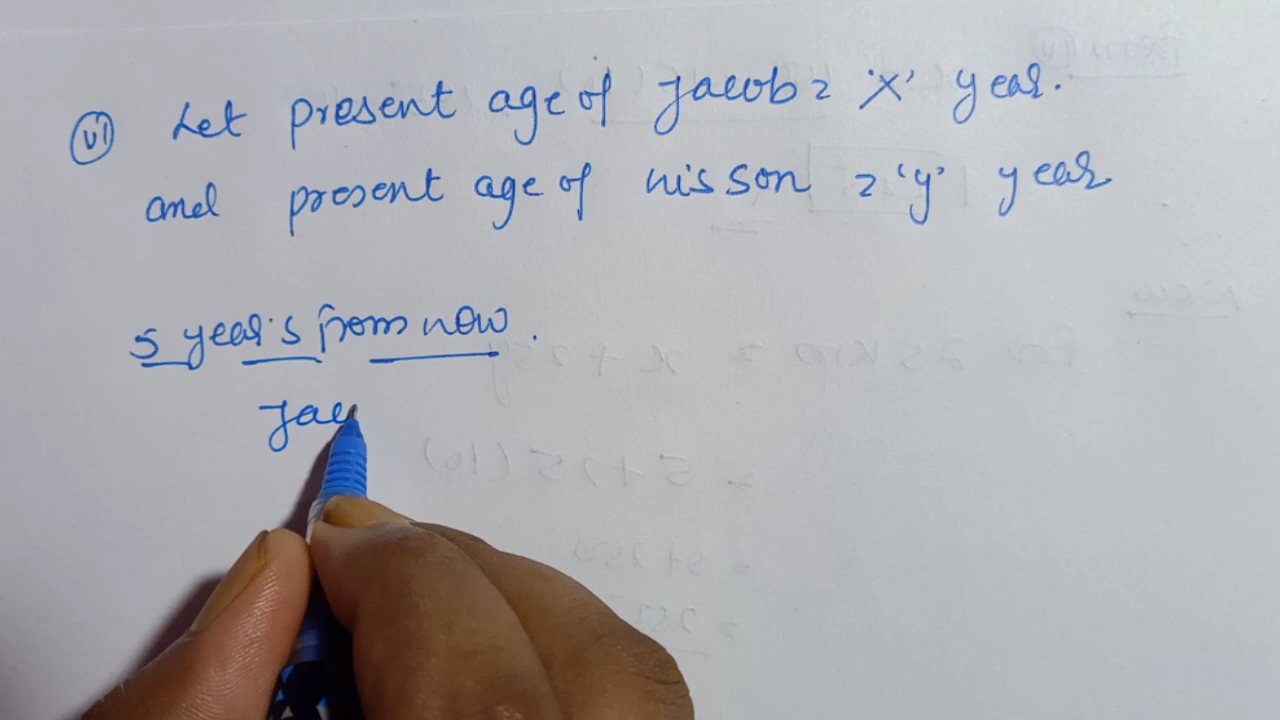 (vi) Let present age of Jacob = 'x' year.
and present age of his son = 'y' year
5 year's from now.
Jac